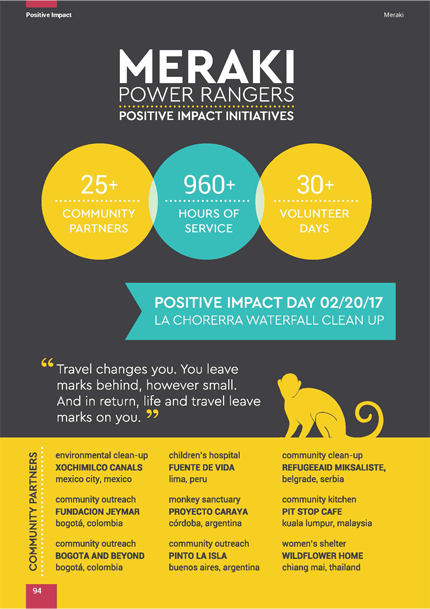 Positive Impact
Meraki
MERAKI
POWER RANGERS
POSITIVE IMPACT INITIATIVES
25+
COMMUNITY
PARTNERS
960+
HOURS OF
SERVICE
30+
VOLUNTEER
DAYS
POSITIVE IMPACT DAY 02/20/17
LA CHORERRA WATERFALL CLEAN UP
“ Travel changes you. You leave
marks behind, however small.
And in return, life and travel leave
marks on you. ”
COMMUNITY PARTNERS
environmental clean-up
XOCHIMILCO CANALS
mexico city, mexico
community outreach
FUNDACION JEYMAR
bogotá, colombia
community outreach
BOGOTA AND BEYOND
bogotá, colombia
children's hospital
FUENTE DE VIDA
lima, peru
monkey sanctuary
PROYECTO CARAYA
córdoba, argentina
community outreach
PINTO LA ISLA
buenos aires, argentina
community clean-up
REFUGEEAID MIKSALISTE,
belgrade, serbia
community kitchen
PIT STOP CAFE
kuala lumpur, malaysia
women's shelter
WILDFLOWER HOME
chiang mai, thailand
94